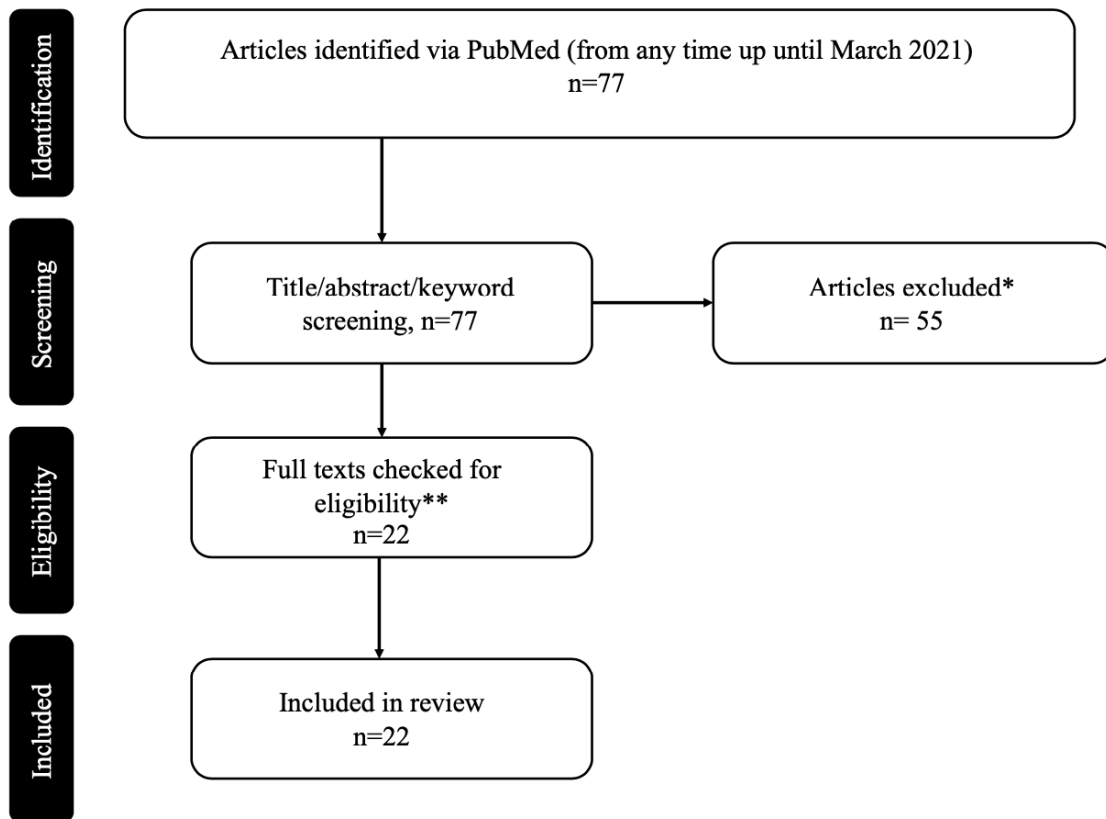 Identification
Articles identified via PubMed (from any time up until March 2021)
n=77
Screening
Title/abstract/keyword
screening, n=77
Articles excluded*
n= 55
Eligibility
Full texts checked for
eligibility**
n=22
Included
Included in review
n=22